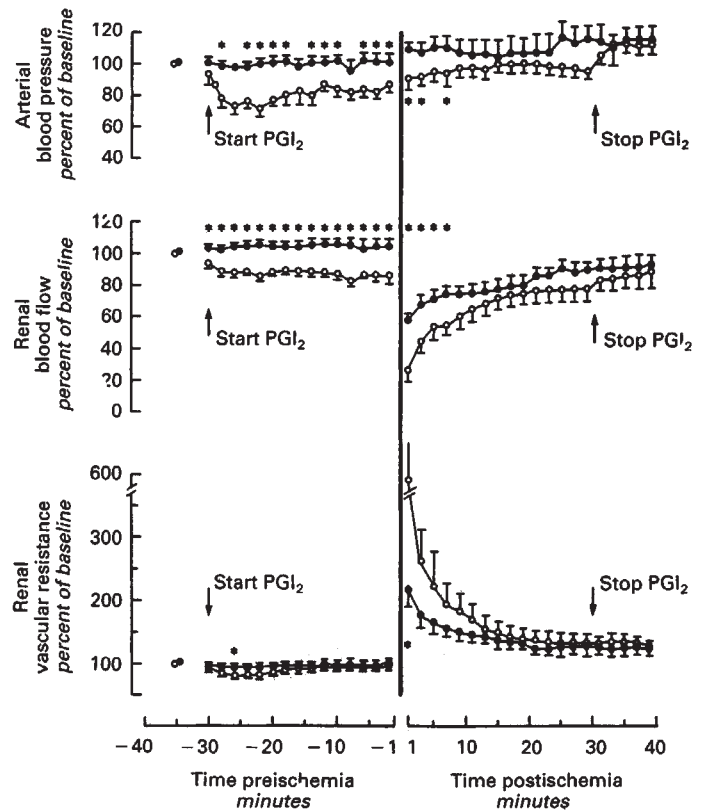 Arterial
blood pressure
percent of baseline
120
100
80
60
40
* * * * * * * * * * *
Start PGI₂
* * *
Stop PGI₂
Renal
blood flow
percent of baseline
120
100
80
60
40
20
0
* * * * * * * * * * * * * * *
* * * *
Start PGI₂
Stop PGI₂
Renal
vascular resistance
percent of baseline
600
300
200
100
Start PGI₂
*
Stop PGI₂
*
−40 −30 −20 −10 −1 1 10 20 30 40
Time preischemia
minutes
Time postischemia
minutes